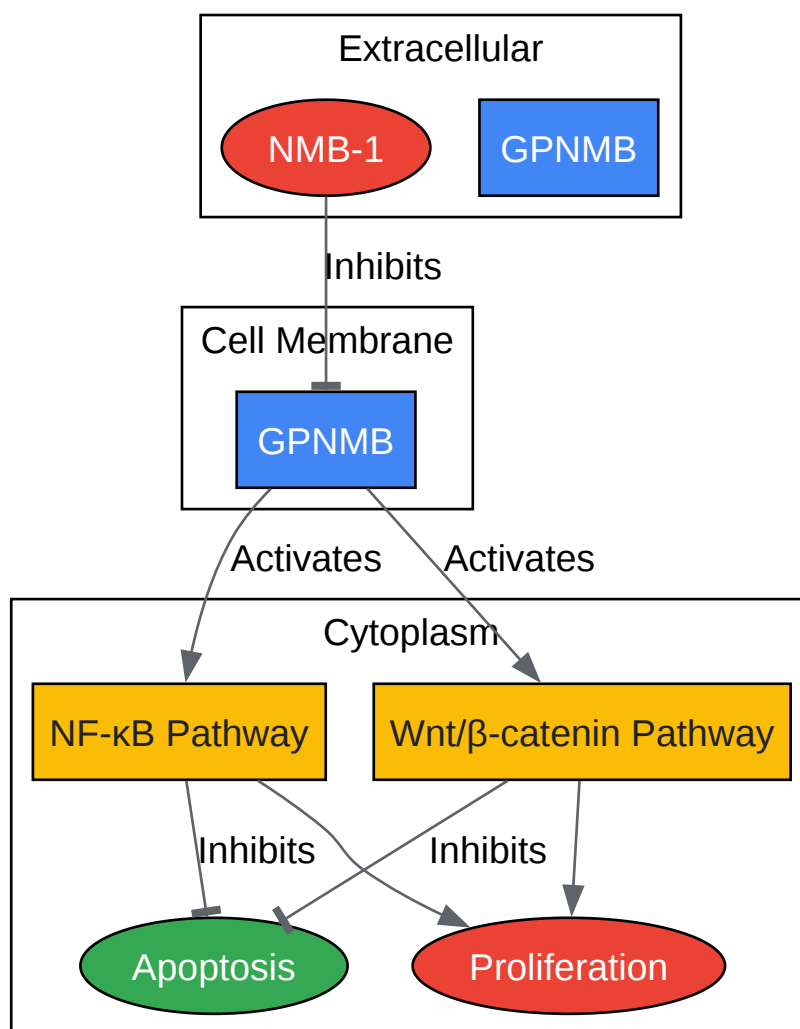 Extracellular
NMB-1
GPNMB
Inhibits
Cell Membrane
GPNMB
Activates
Activates
Cytoplasm
NF-κB Pathway
Wnt/β-catenin Pathway
Inhibits
Inhibits
Apoptosis
Proliferation